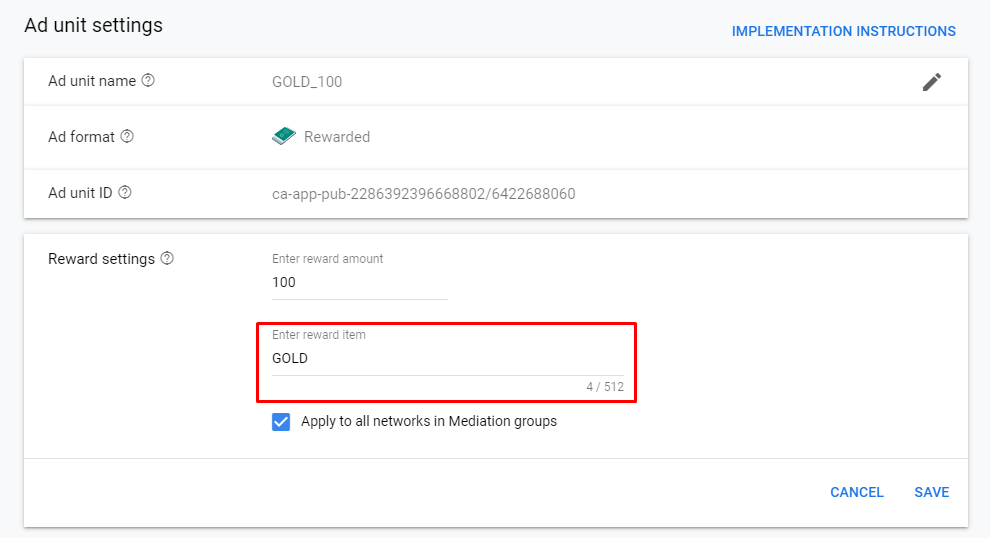 Ad unit settings
IMPLEMENTATION INSTRUCTIONS
Ad unit name
GOLD_100
Ad format
Rewarded
Ad unit ID
ca-app-pub-2286392396668802/6422688060
Reward settings
Enter reward amount
100
Enter reward item
GOLD
4 / 512
Apply to all networks in Mediation groups
CANCEL SAVE